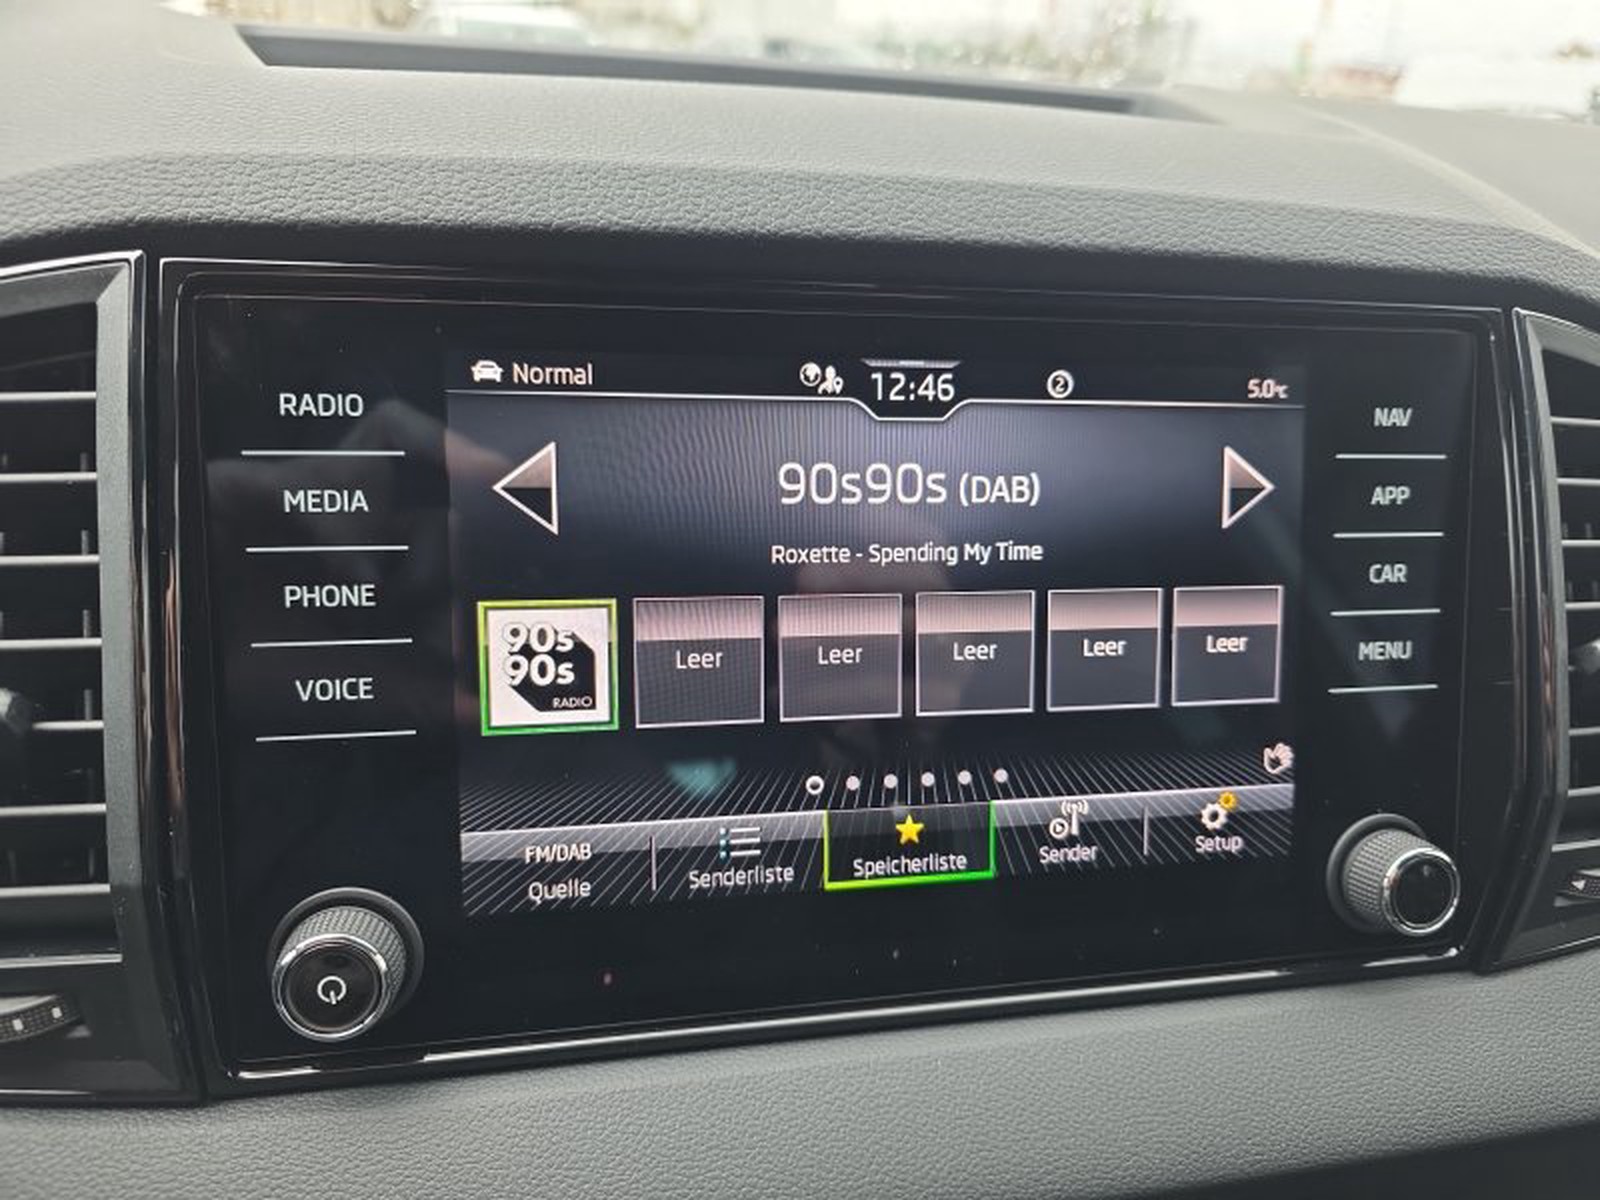 Normal
12:46
2
5.0°C
RADIO
MEDIA
PHONE
VOICE
NAV
APP
CAR
MENU
90s90s (DAB)
Roxette - Spending My Time
90s
90s
RADIO
Leer
Leer
Leer
Leer
Leer
FM/DAB
Quelle
Senderliste
Speicherliste
Sender
Setup